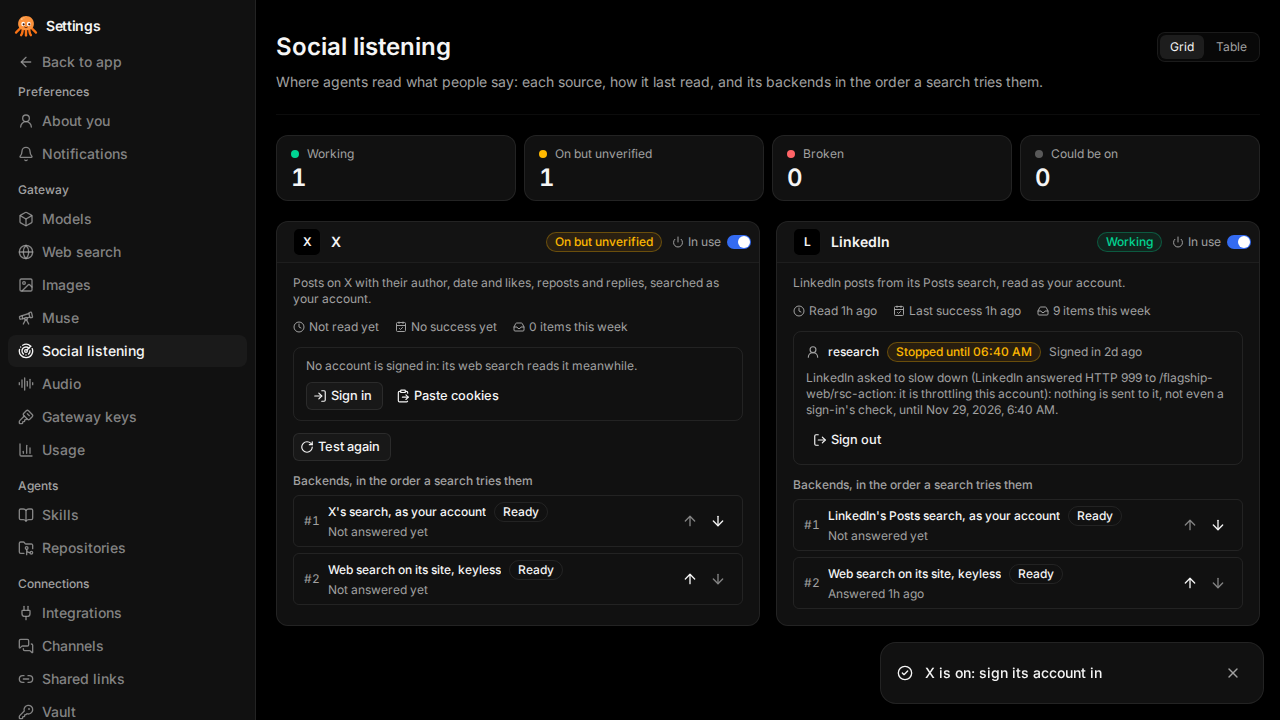 Settings
Back to app
Preferences
About you
Notifications
Gateway
Models
Web search
Images
Muse
Social listening
Audio
Gateway keys
Usage
Agents
Skills
Repositories
Connections
Integrations
Channels
Shared links
Vault
Social listening
Grid
Table
Where agents read what people say: each source, how it last read, and its backends in the order a search tries them.
Working
1
On but unverified
1
Broken
0
Could be on
0
X
X
On but unverified
In use
Posts on X with their author, date and likes, reposts and replies, searched as
your account.
Not read yet
No success yet
0 items this week
No account is signed in: its web search reads it meanwhile.
Sign in
Paste cookies
Test again
Backends, in the order a search tries them
#1
X's search, as your account
Ready
Not answered yet
#2
Web search on its site, keyless
Ready
Not answered yet
L
LinkedIn
Working
In use
LinkedIn posts from its Posts search, read as your account.
Read 1h ago
Last success 1h ago
9 items this week
research
Stopped until 06:40 AM
Signed in 2d ago
LinkedIn asked to slow down (LinkedIn answered HTTP 999 to /flagship-
web/rsc-action: it is throttling this account): nothing is sent to it, not even a
sign-in's check, until Nov 29, 2026, 6:40 AM.
Sign out
Backends, in the order a search tries them
#1
LinkedIn's Posts search, as your account
Ready
Not answered yet
#2
Web search on its site, keyless
Ready
Answered 1h ago
X is on: sign its account in